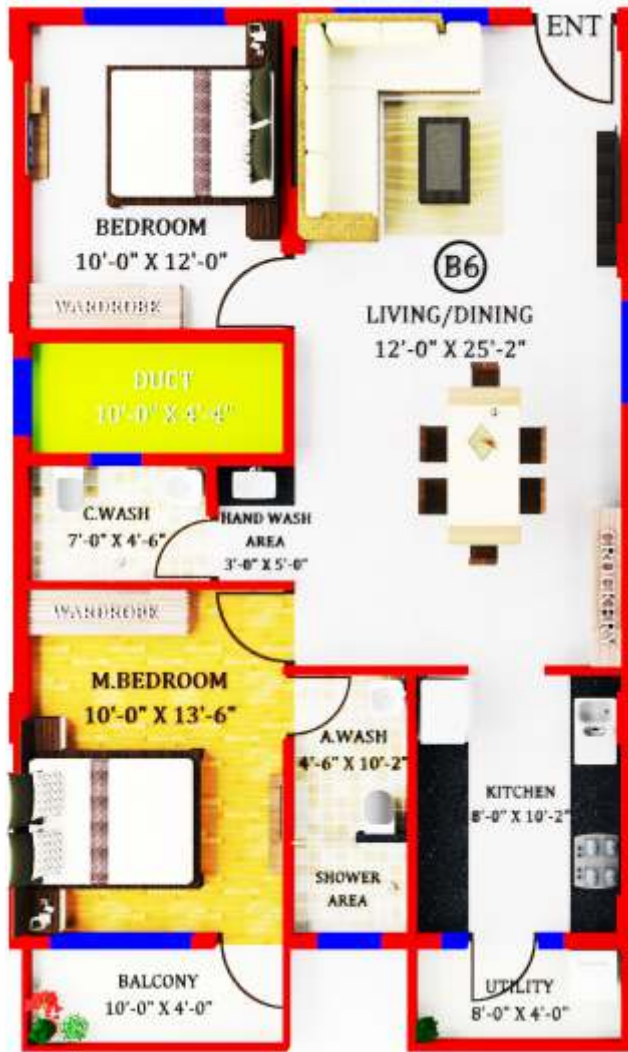 ENT
BEDROOM
10'-0" X 12'-0"
WARDROBE
B6
LIVING/DINING
12'-0" X 25'-2"
DUCT
10'-0" X 4'-4"
C.WASH
7'-0" X 4'-6"
HAND WASH
AREA
3'-0" X 5'-0"
CROCKERY
WARDROBE
M.BEDROOM
10'-0" X 13'-6"
A.WASH
4'-6" X 10'-2"
SHOWER
AREA
KITCHEN
8'-0" X 10'-2"
BALCONY
10'-0" X 4'-0"
UTILITY
8'-0" X 4'-0"